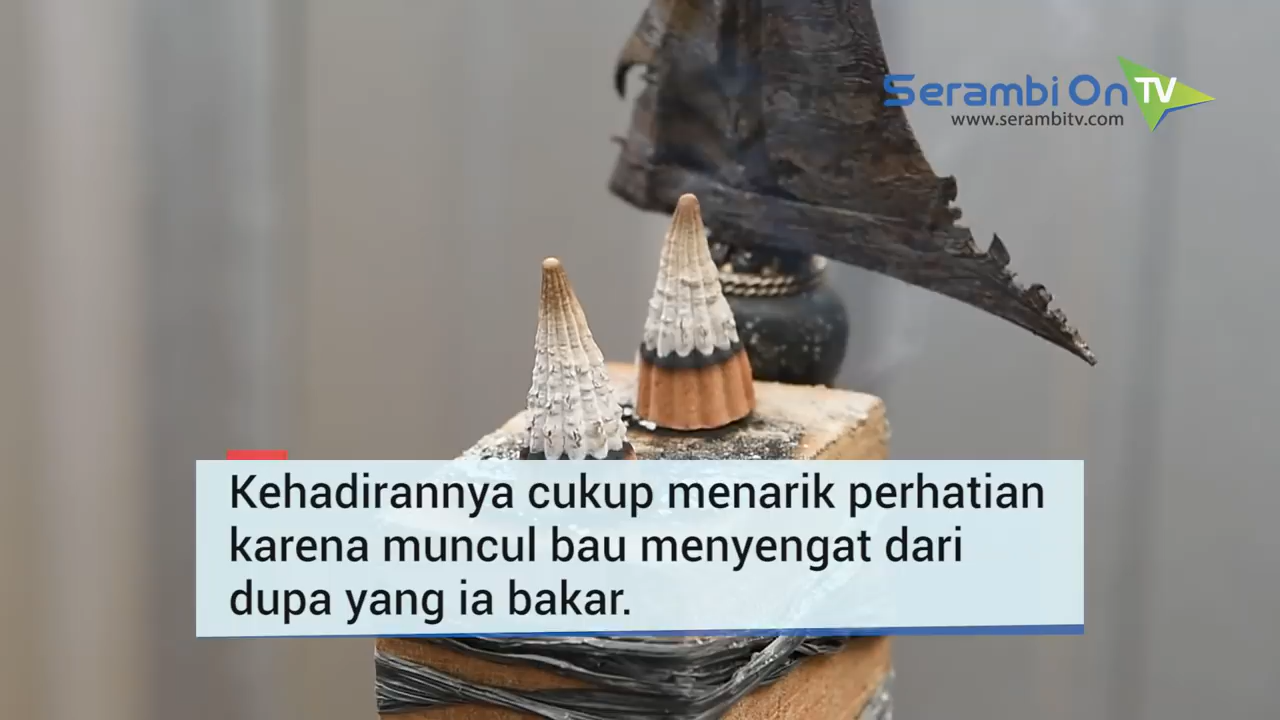 Serambi On TV
www.serambitv.com
Kehadirannya cukup menarik perhatian
karena muncul bau menyengat dari
dupa yang ia bakar.